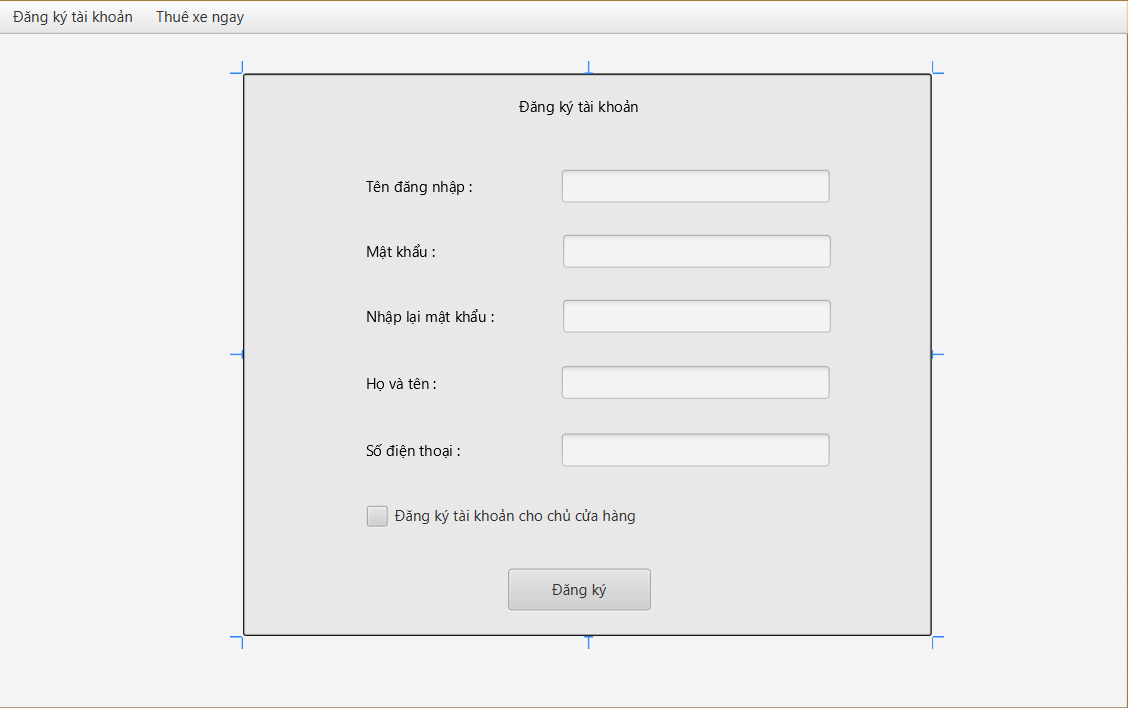 Đăng ký tài khoản Thuê xe ngay
Đăng ký tài khoản
Tên đăng nhập :
Mật khẩu :
Nhập lại mật khẩu :
Họ và tên :
Số điện thoại :
Đăng ký tài khoản cho chủ cửa hàng
Đăng ký